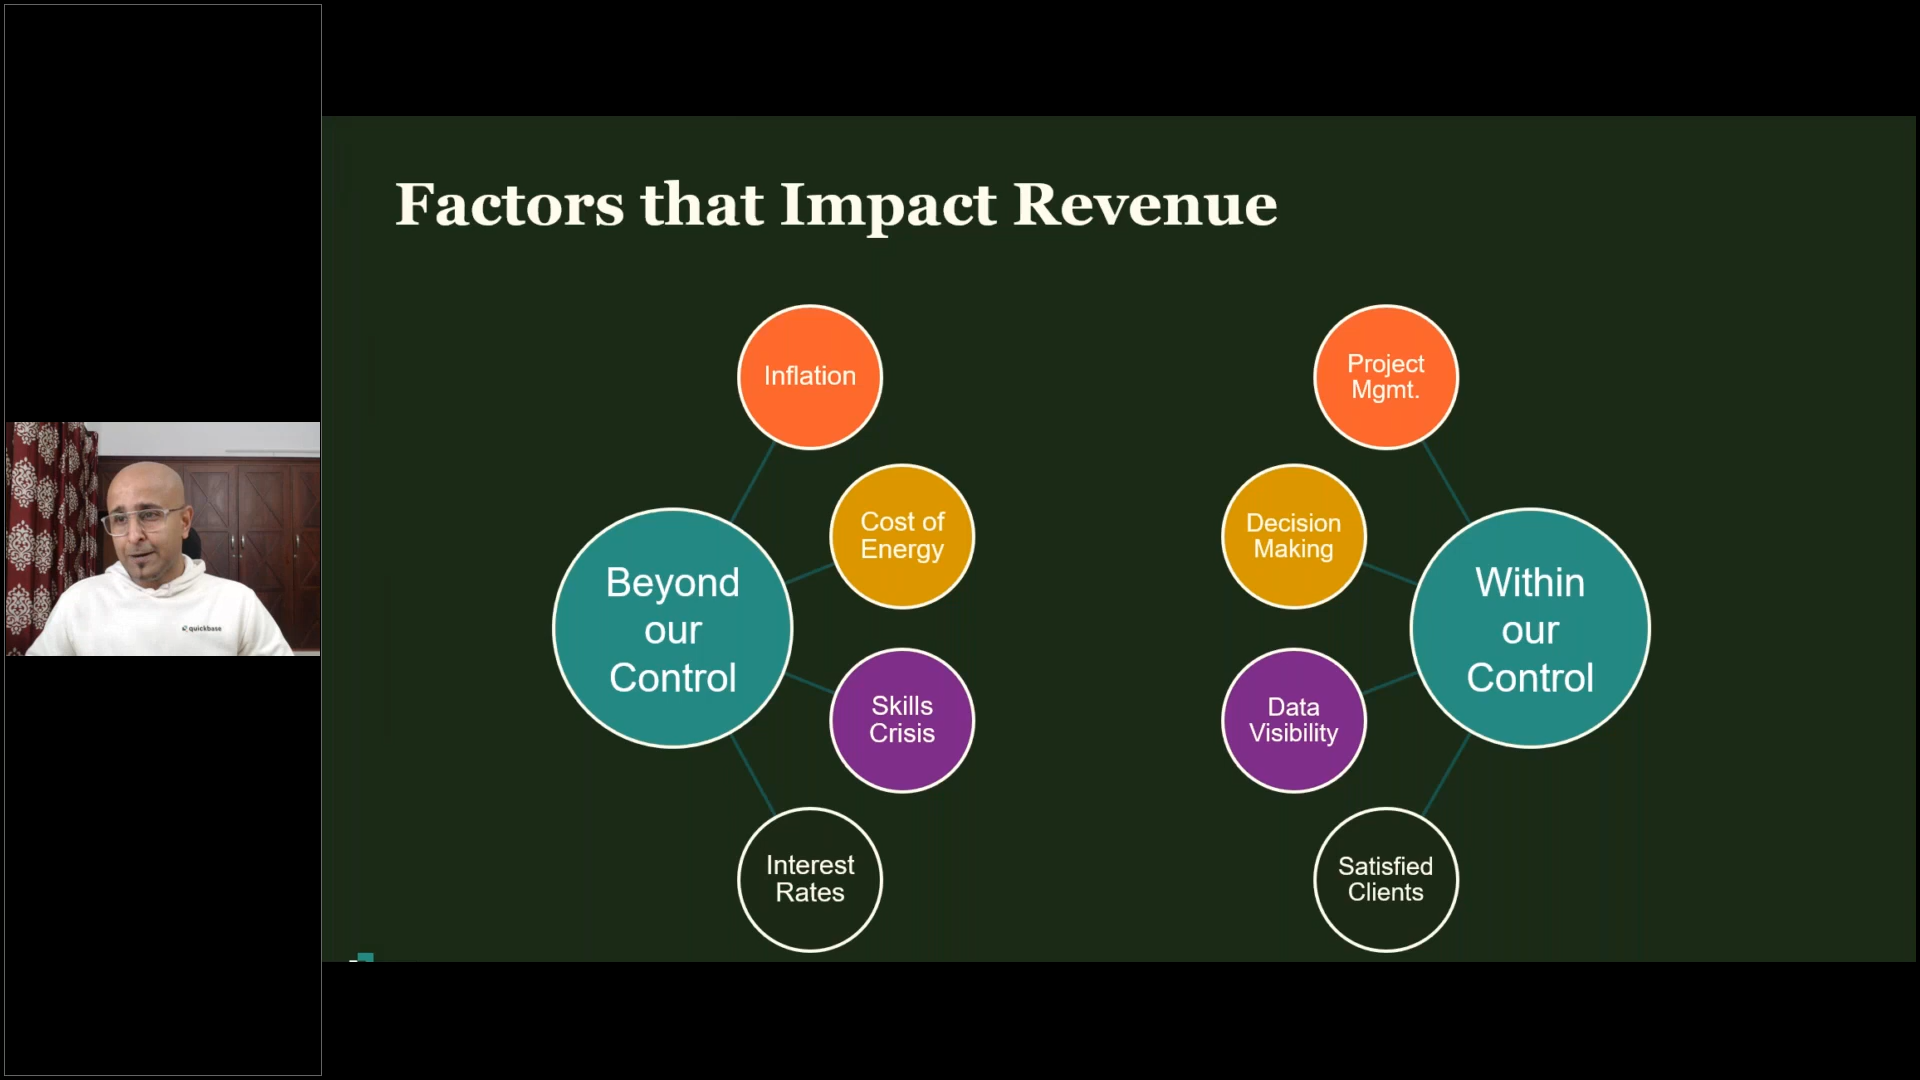 Factors that Impact Revenue
Inflation
Cost of
Energy
Beyond
our
Control
Skills
Crisis
Interest
Rates
Project
Mgmt.
Decision
Making
Within
our
Control
Data
Visibility
Satisfied
Clients
quickbase